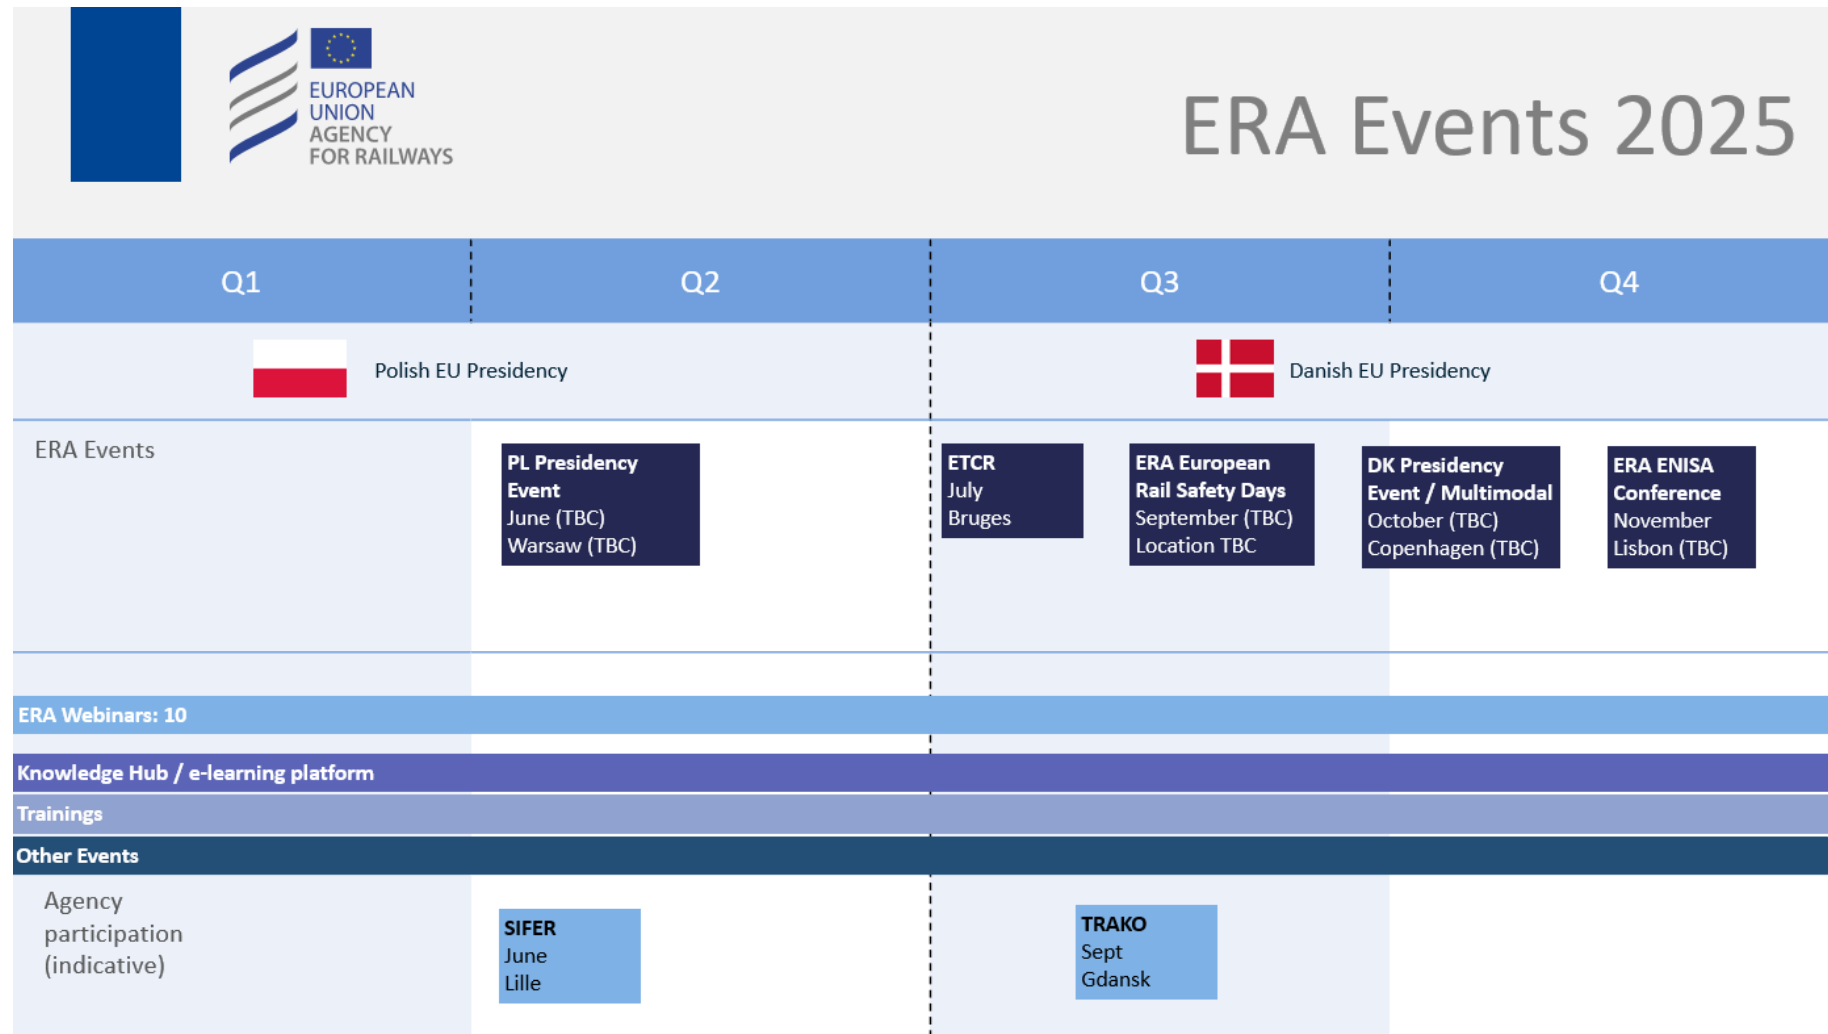 EUROPEAN
UNION
AGENCY
FOR RAILWAYS
ERA Events 2025
Q1
Q2
Q3
Q4
Polish EU Presidency
Danish EU Presidency
ERA Events
PL Presidency
Event
June (TBC)
Warsaw (TBC)
ETCR
July
Bruges
ERA European
Rail Safety Days
September (TBC)
Location TBC
DK Presidency
Event / Multimodal
October (TBC)
Copenhagen (TBC)
ERA ENISA
Conference
November
Lisbon (TBC)
ERA Webinars: 10
Knowledge Hub / e-learning platform
Trainings
Other Events
Agency
participation
(indicative)
SIFER
June
Lille
TRAKO
Sept
Gdansk